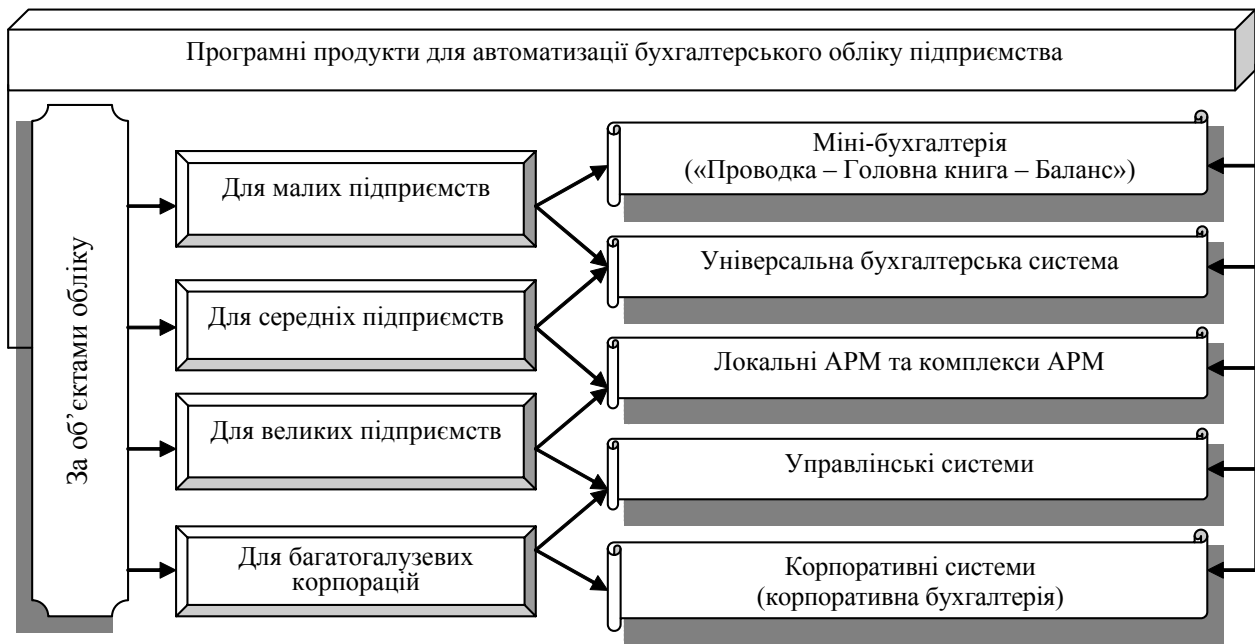 Програмні продукти для автоматизації бухгалтерського обліку підприємства
За об’єктами обліку
Для малих підприємств
Для середніх підприємств
Для великих підприємств
Для багатогалузевих
корпорацій
Міні-бухгалтерія
(«Проводка – Головна книга – Баланс»)
Універсальна бухгалтерська система
Локальні АРМ та комплекси АРМ
Управлінські системи
Корпоративні системи
(корпоративна бухгалтерія)